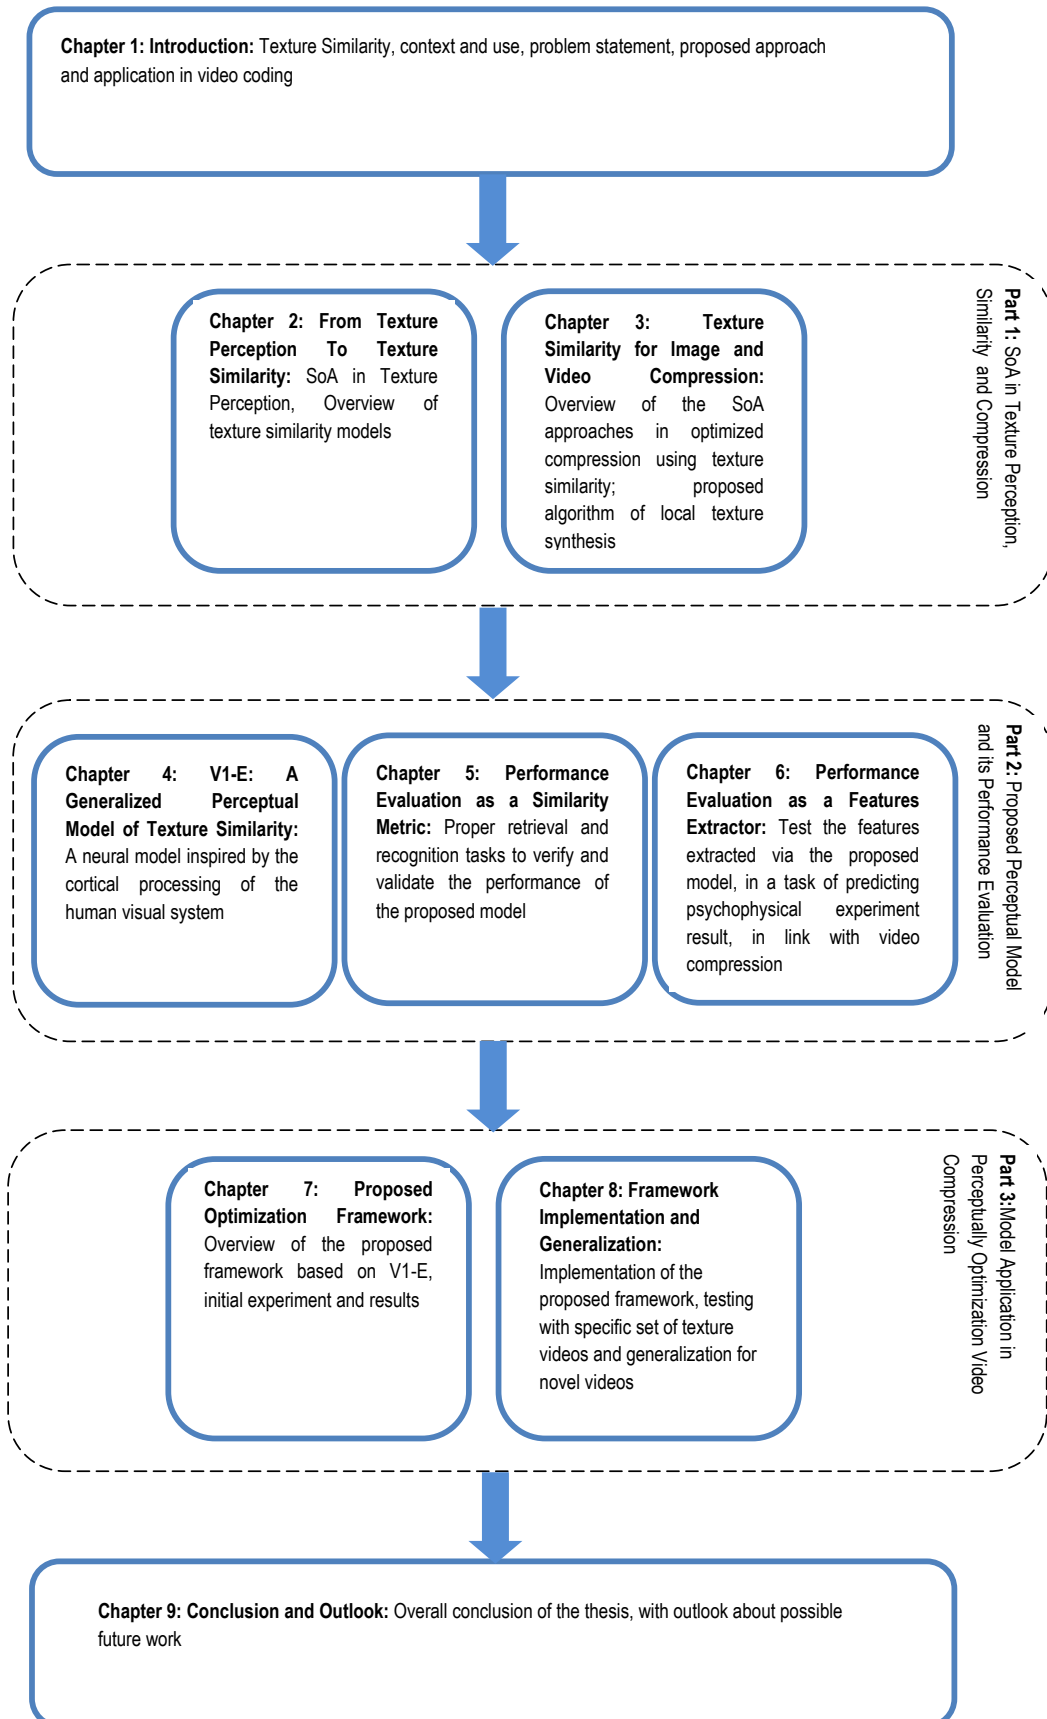 Chapter 1: Introduction: Texture Similarity, context and use, problem statement, proposed approach
and application in video coding
Part 1: SoA in Texture Perception,
Similarity and Compression
Chapter 2: From Texture
Perception To Texture
Similarity: SoA in Texture
Perception, Overview of
texture similarity models
Chapter 3: Texture
Similarity for Image and
Video Compression:
Overview of the SoA
approaches in optimized
compression using texture
similarity; proposed
algorithm of local texture
synthesis
Part 2: Proposed Perceptual Model
and its Performance Evaluation
Chapter 4: V1-E: A
Generalized Perceptual
Model of Texture Similarity:
A neural model inspired by the
cortical processing of the
human visual system
Chapter 5: Performance
Evaluation as a Similarity
Metric: Proper retrieval and
recognition tasks to verify and
validate the performance of
the proposed model
Chapter 6: Performance
Evaluation as a Features
Extractor: Test the features
extracted via the proposed
model, in a task of predicting
psychophysical experiment
result, in link with video
compression
Part 3:Model Application in
Perceptually Optimization Video
Compression
Chapter 7: Proposed
Optimization Framework:
Overview of the proposed
framework based on V1-E,
initial experiment and results
Chapter 8: Framework
Implementation and
Generalization:
Implementation of the
proposed framework, testing
with specific set of texture
videos and generalization for
novel videos
Chapter 9: Conclusion and Outlook: Overall conclusion of the thesis, with outlook about possible
future work